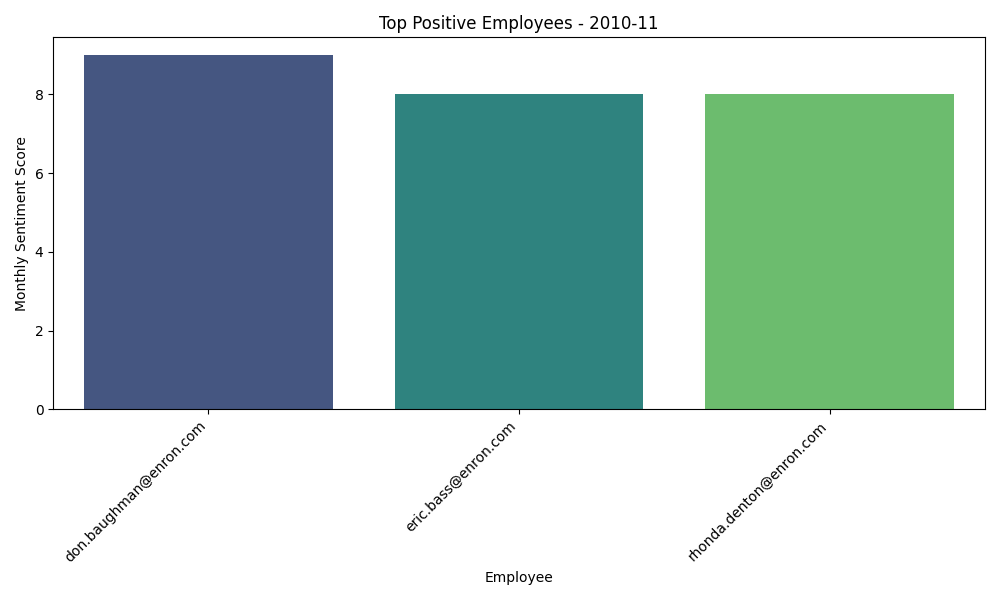 Top Positive Employees - 2010-11
Monthly Sentiment Score
8
6
4
2
0
don.baughman@enron.com
eric.bass@enron.com
rhonda.denton@enron.com
Employee